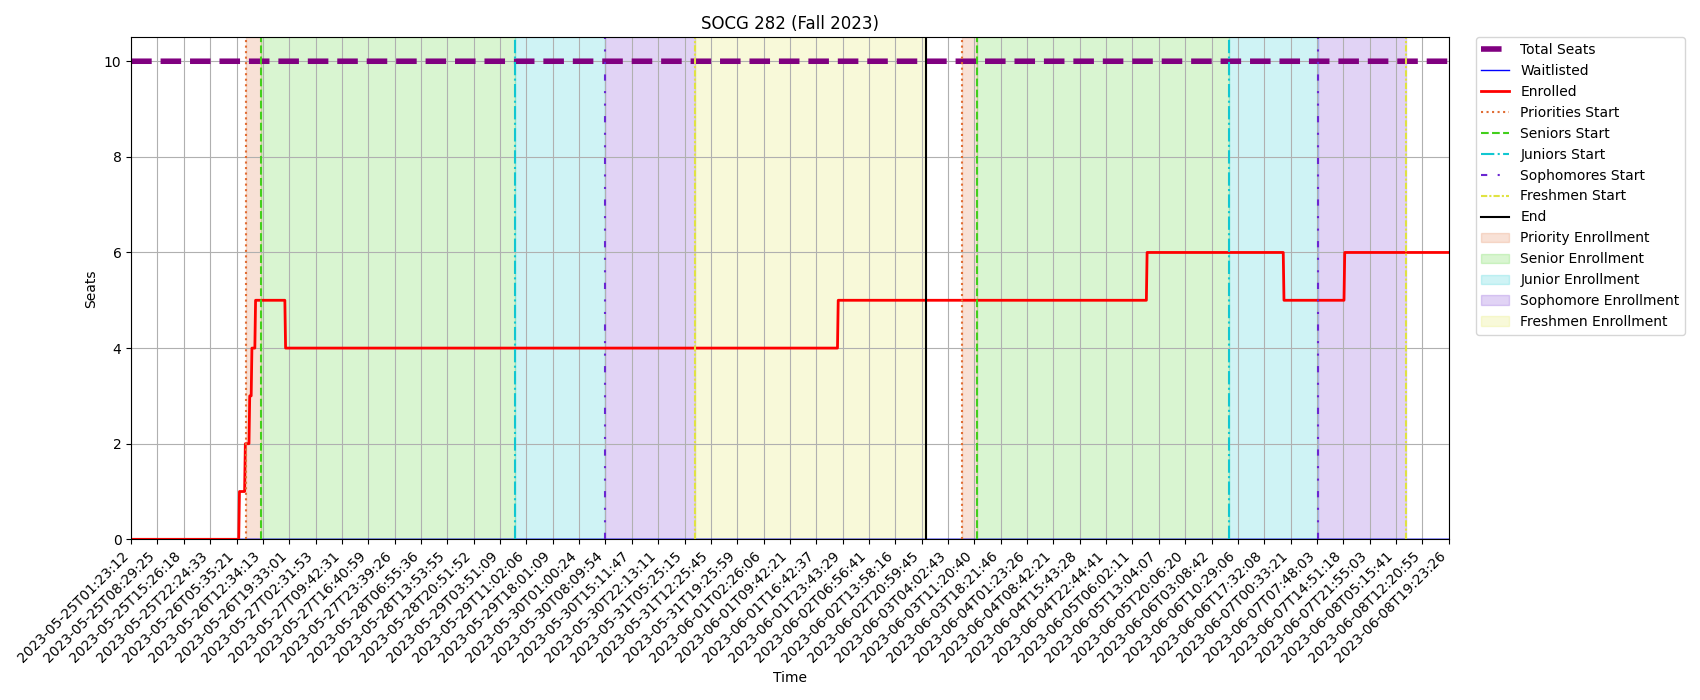 SOCG 282 (Fall 2023)
10
8
6
4
2
0
Seats
2023-05-25T01:23:12
2023-05-25T08:29:25
2023-05-25T15:26:18
2023-05-25T22:24:33
2023-05-26T05:35:21
2023-05-26T12:34:13
2023-05-26T19:33:01
2023-05-27T02:31:53
2023-05-27T09:42:31
2023-05-27T16:40:59
2023-05-27T23:39:26
2023-05-28T06:55:36
2023-05-28T13:53:55
2023-05-28T20:51:52
2023-05-29T03:51:09
2023-05-29T11:02:06
2023-05-29T18:01:09
2023-05-30T01:00:24
2023-05-30T08:09:54
2023-05-30T15:11:47
2023-05-30T22:13:11
2023-05-31T05:25:15
2023-05-31T12:25:45
2023-05-31T19:25:59
2023-06-01T02:26:06
2023-06-01T09:42:21
2023-06-01T16:42:37
2023-06-01T23:43:29
2023-06-02T06:56:41
2023-06-02T13:58:16
2023-06-02T20:59:45
2023-06-03T04:02:43
2023-06-03T11:20:40
2023-06-03T18:21:46
2023-06-04T01:23:26
2023-06-04T08:42:21
2023-06-04T15:43:28
2023-06-04T22:44:41
2023-06-05T06:02:11
2023-06-05T13:04:07
2023-06-05T20:06:20
2023-06-06T03:08:42
2023-06-06T10:29:06
2023-06-06T17:32:08
2023-06-07T00:33:21
2023-06-07T07:48:03
2023-06-07T14:51:18
2023-06-07T21:55:03
2023-06-08T05:15:41
2023-06-08T12:20:55
2023-06-08T19:23:26
Time
Total Seats
Waitlisted
Enrolled
Priorities Start
Seniors Start
Juniors Start
Sophomores Start
Freshmen Start
End
Priority Enrollment
Senior Enrollment
Junior Enrollment
Sophomore Enrollment
Freshmen Enrollment